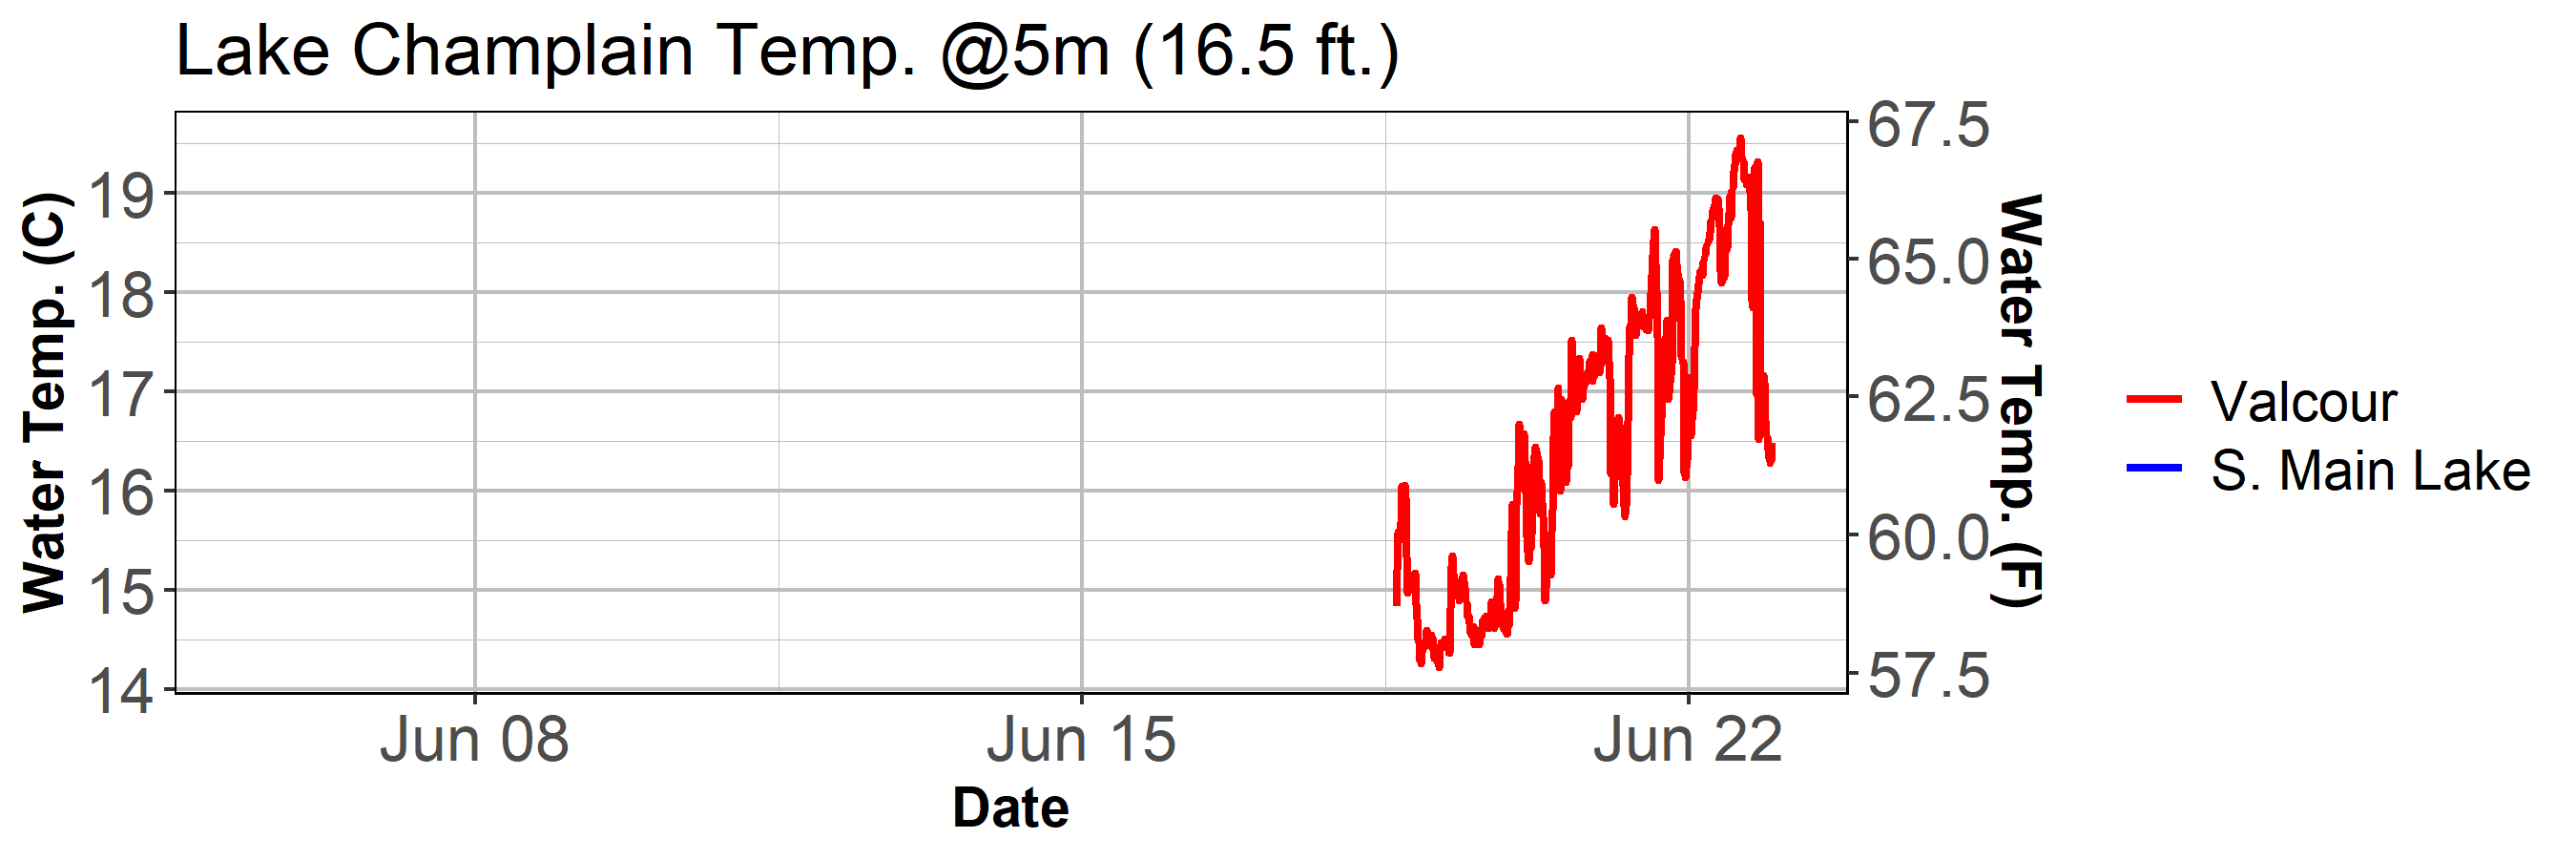 Lake Champlain Temp. @5m (16.5 ft.)
Water Temp. (C)
19
18
17
16
15
14
67.5
65.0
62.5
60.0
57.5
Water Temp. (F)
Jun 08
Jun 15
Jun 22
Date
Valcour
S. Main Lake